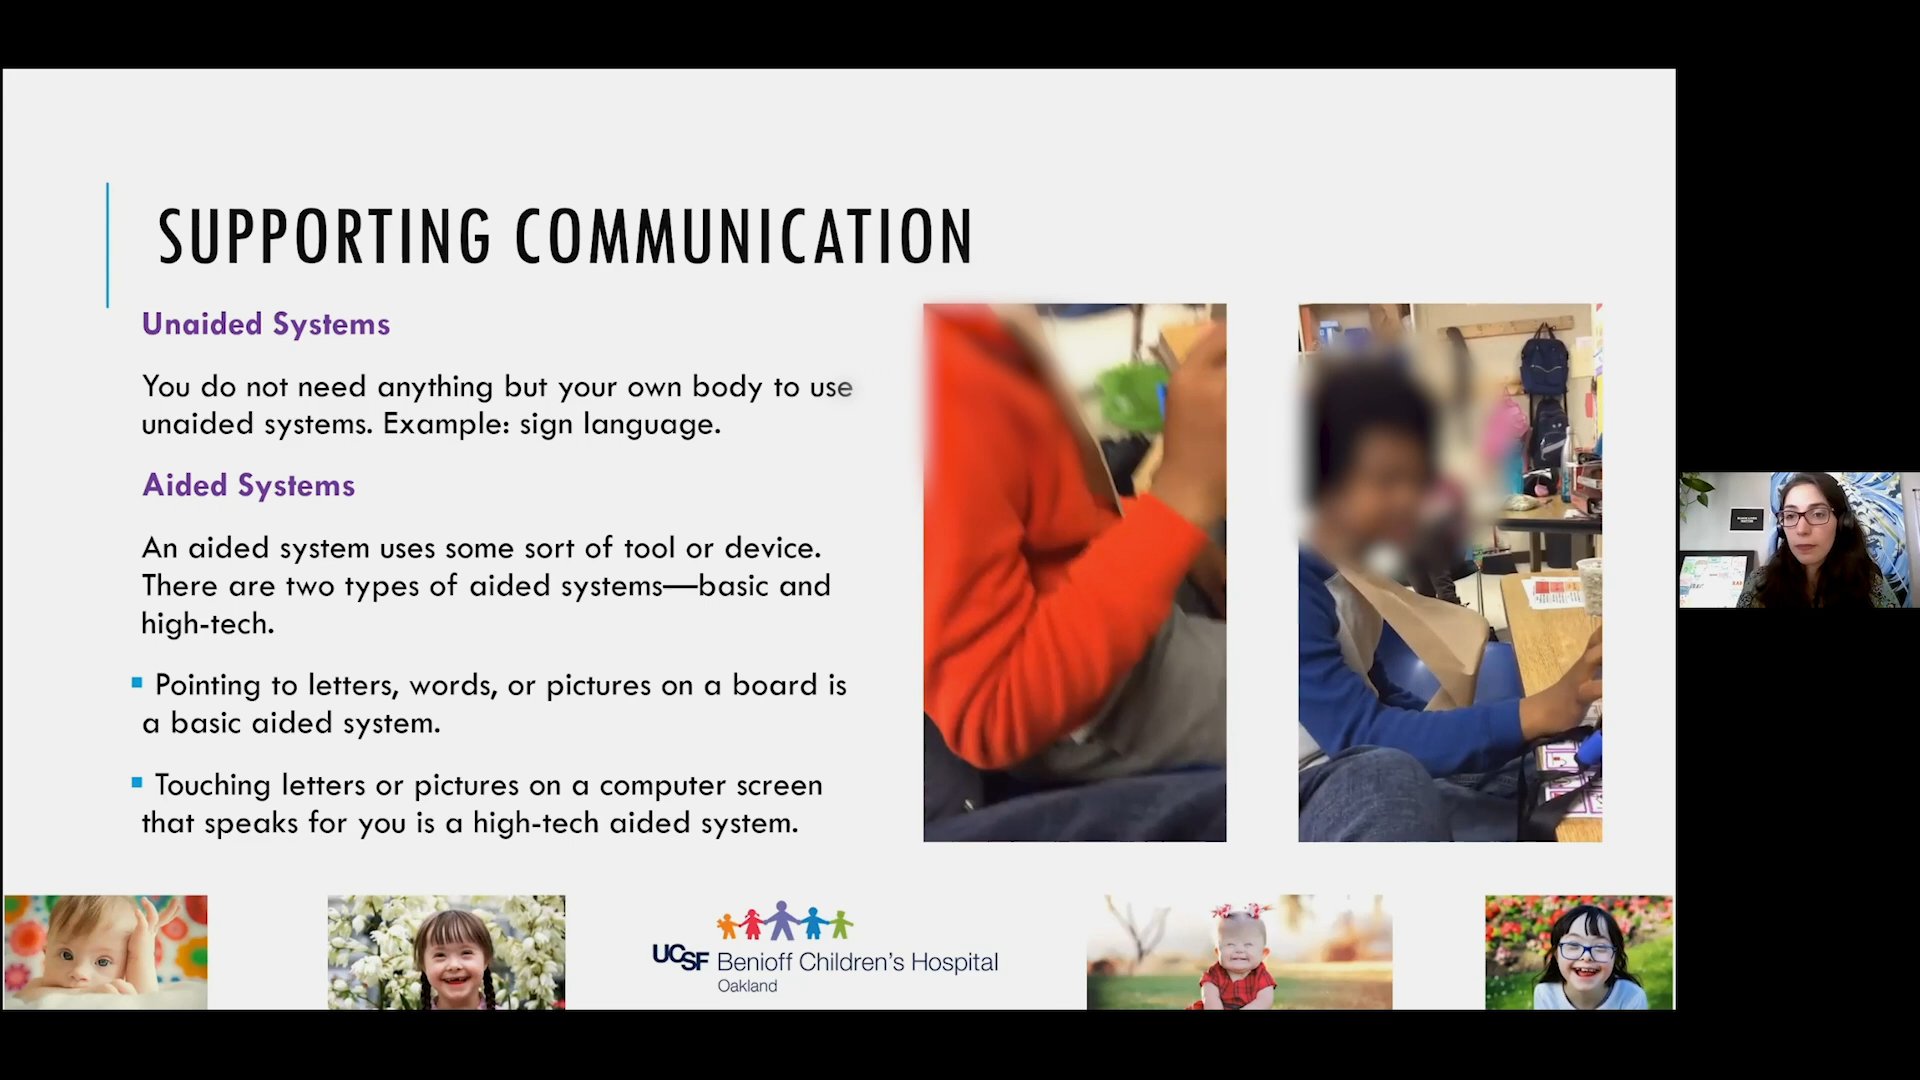 SUPPORTING COMMUNICATION
Unaided Systems
You do not need anything but your own body to use
unaided systems. Example: sign language.
Aided Systems
An aided system uses some sort of tool or device.
There are two types of aided systems—basic and
high-tech.
Pointing to letters, words, or pictures on a board is
a basic aided system.
Touching letters or pictures on a computer screen
that speaks for you is a high-tech aided system.
UCSF Benioff Children's Hospital
Oakland